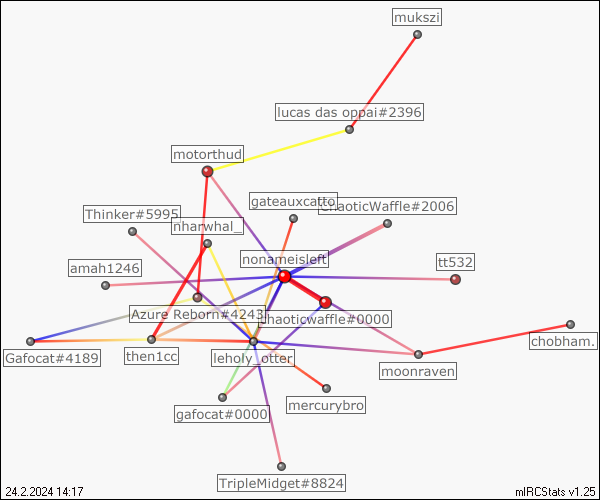 mukszi
lucas das oppai#2396
motorthud
gateauxcatto
ChaoticWaffle#2006
Thinker#5995
nharwhal_
nonameisleft
tt532
amah1246
Azure Reborn#4243
chaoticwaffle#0000
Gafocat#4189
then1cc
leholy_otter
moonraven
chobham.
gafocat#0000
mercurybro
TripleMidget#8824
24.2.2024 14:17
mIRCStats v1.25